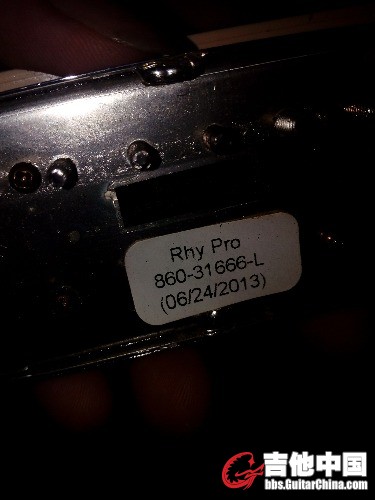 Rhy Pro
860-31666-L
(06/24/2013)
吉他中国
bbs.GuitarChina.com